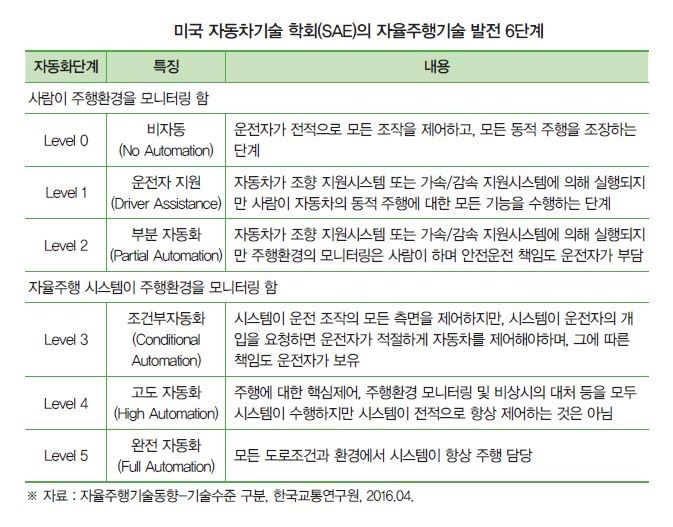 미국 자동차기술 학회(SAE)의 자율주행기술 발전 6단계
자동화단계 특징 내용
사람이 주행환경을 모니터링 함
Level 0 비자동 (No Automation) 운전자가 전적으로 모든 조작을 제어하고, 모든 동적 주행을 조장하는
단계
Level 1 운전자 지원 (Driver Assistance) 자동차가 조향 지원시스템 또는 가속/감속 지원시스템에 의해 실행되지
만 사람이 자동차의 동적 주행에 대한 모든 기능을 수행하는 단계
Level 2 부분 자동화 (Partial Automation) 자동차가 조향 지원시스템 또는 가속/감속 지원시스템에 의해 실행되지
만 주행환경의 모니터링은 사람이 하며 안전운전 책임도 운전자가 부담
자율주행 시스템이 주행환경을 모니터링 함
Level 3 조건부자동화 (Conditional Automation) 시스템이 운전 조작의 모든 측면을 제어하지만, 시스템이 운전자의 개
입을 요청하면 운전자가 적절하게 자동차를 제어해야하며, 그에 따른
책임도 운전자가 보유
Level 4 고도 자동화 (High Automation) 주행에 대한 핵심제어, 주행환경 모니터링 및 비상시의 대처 등을 모두
시스템이 수행하지만 시스템이 전적으로 항상 제어하는 것은 아님
Level 5 완전 자동화 (Full Automation) 모든 도로조건과 환경에서 시스템이 항상 주행 담당
※ 자료 : 자율주행기술동향-기술수준 구분, 한국교통연구원, 2016.04.